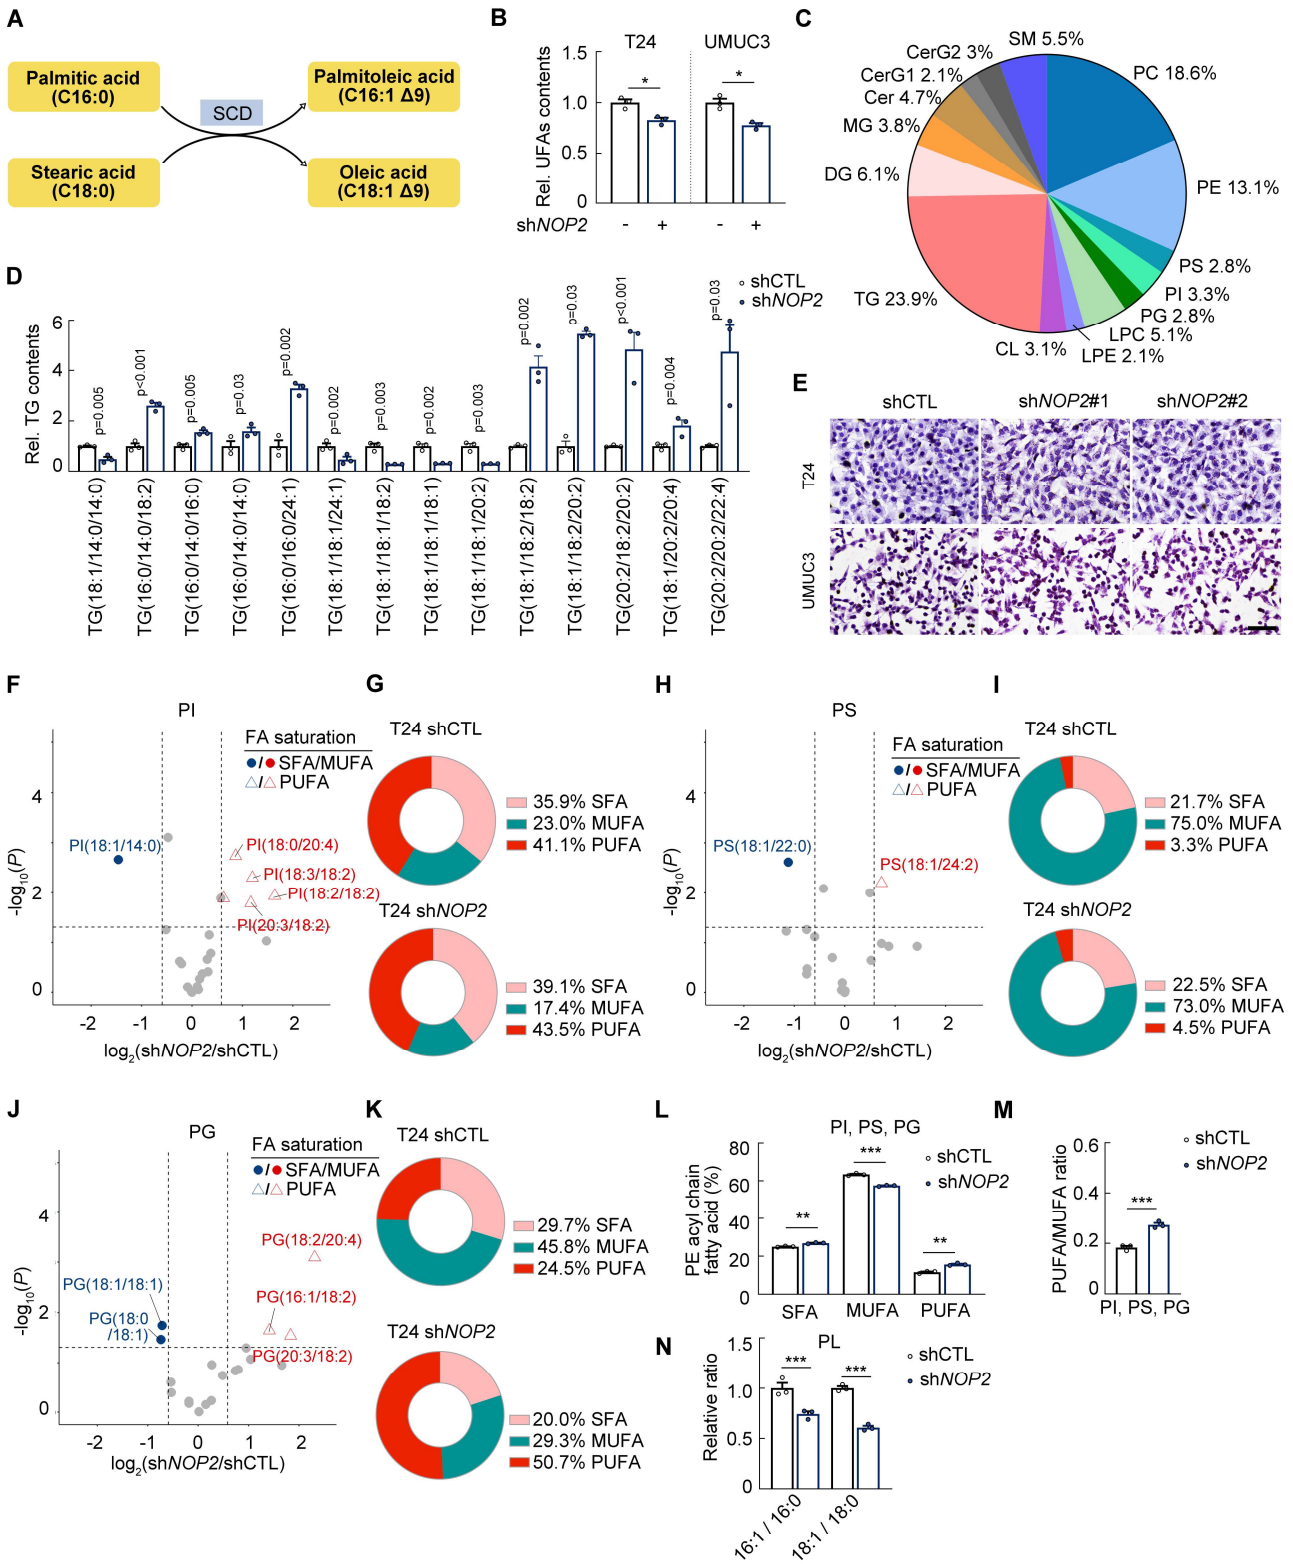 A
Palmitic acid
(C16:0)
Palmitoleic acid
(C16:1 Δ9)
SCD
Stearic acid
(C18:0)
Oleic acid
(C18:1 Δ9)
B
T24
UMUC3
Rel. UFAs contents
1.5
1.0
0.5
0
*
*
shNOP2
-
+
-
+
C
SM 5.5%
CerG2 3%
CerG1 2.1%
Cer 4.7%
MG 3.8%
DG 6.1%
TG 23.9%
CL 3.1%
LPE 2.1%
LPC 5.1%
PG 2.8%
PI 3.3%
PS 2.8%
PE 13.1%
PC 18.6%
D
shCTL
shNOP2
Rel. TG contents
6
4
2
0
p=0.005
p<0.001
p=0.005
p=0.03
p=0.002
p=0.002
p=0.003
p=0.002
p=0.003
p=0.002
p=0.03
p<0.001
p=0.004
p=0.03
TG(18:1/14:0/14:0)
TG(16:0/14:0/18:2)
TG(16:0/14:0/16:0)
TG(16:0/14:0/14:0)
TG(16:0/16:0/24:1)
TG(18:1/18:1/24:1)
TG(18:1/18:1/18:2)
TG(18:1/18:1/18:1)
TG(18:1/18:1/20:2)
TG(18:1/18:2/18:2)
TG(18:1/18:2/20:2)
TG(20:2/18:2/20:2)
TG(18:1/20:2/20:4)
TG(20:2/20:2/22:4)
E
shCTL
shNOP2#1
shNOP2#2
T24
UMUC3
F
PI
FA saturation
/ SFA/MUFA
/ PUFA
-log10(P)
4
2
0
PI(18:1/14:0)
PI(18:0/20:4)
PI(18:3/18:2)
PI(18:2/18:2)
PI(20:3/18:2)
-2
-1
0
1
2
log2(shNOP2/shCTL)
G
T24 shCTL
35.9% SFA
23.0% MUFA
41.1% PUFA
T24 shNOP2
39.1% SFA
17.4% MUFA
43.5% PUFA
H
PS
FA saturation
/ SFA/MUFA
/ PUFA
-log10(P)
4
2
0
PS(18:1/22:0)
PS(18:1/24:2)
-2
-1
0
1
2
log2(shNOP2/shCTL)
I
T24 shCTL
21.7% SFA
75.0% MUFA
3.3% PUFA
T24 shNOP2
22.5% SFA
73.0% MUFA
4.5% PUFA
J
PG
FA saturation
/ SFA/MUFA
/ PUFA
-log10(P)
4
2
0
PG(18:2/20:4)
PG(18:1/18:1)
PG(16:1/18:2)
PG(18:0
/18:1)
PG(20:3/18:2)
-2
-1
0
1
2
log2(shNOP2/shCTL)
K
T24 shCTL
29.7% SFA
45.8% MUFA
24.5% PUFA
T24 shNOP2
20.0% SFA
29.3% MUFA
50.7% PUFA
L
PI, PS, PG
PE acyl chain
fatty acid (%)
80
60
40
20
0
**
***
**
shCTL
shNOP2
SFA
MUFA
PUFA
M
PUFA/MUFA ratio
0.6
0.4
0.2
0
***
shCTL
shNOP2
PI, PS, PG
N
PL
Relative ratio
1.5
1.0
0.5
0
***
***
shCTL
shNOP2
16:1 / 16:0
18:1 / 18:0